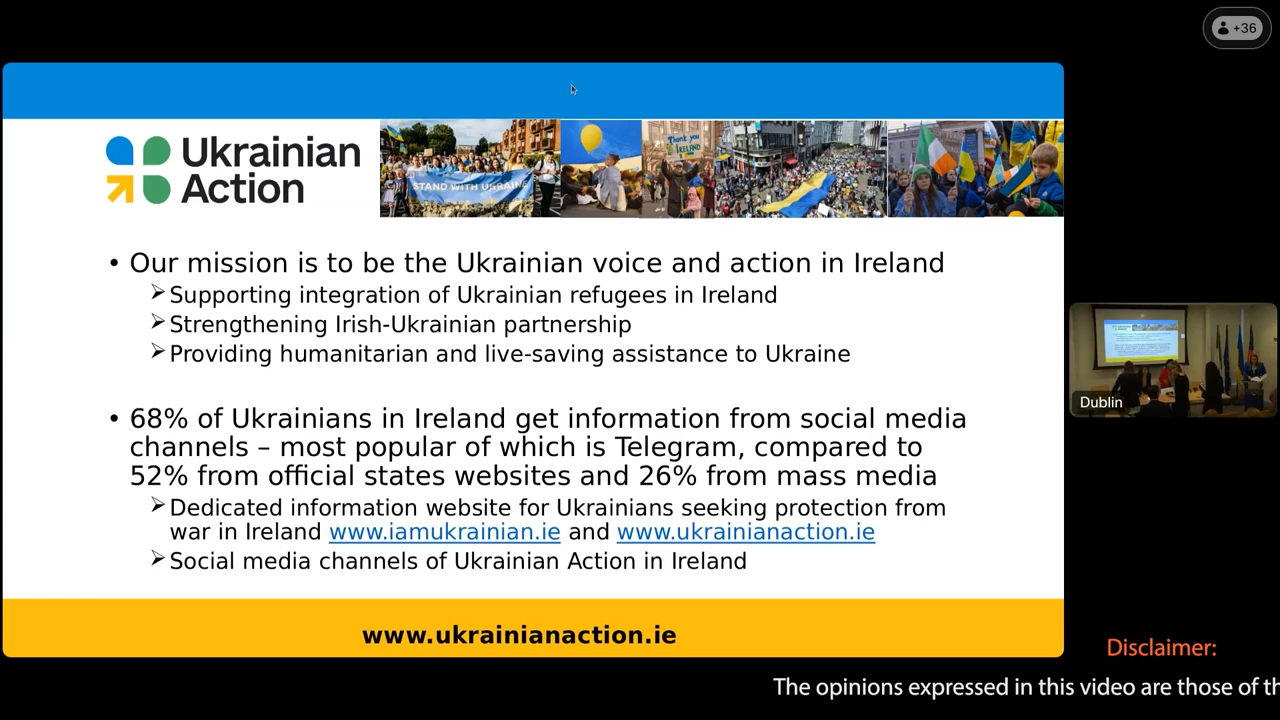 +36
Ukrainian
Action
STAND WITH UKRAINE
Thank you
IRELAND
• Our mission is to be the Ukrainian voice and action in Ireland
➢ Supporting integration of Ukrainian refugees in Ireland
➢ Strengthening Irish-Ukrainian partnership
➢ Providing humanitarian and live-saving assistance to Ukraine
• 68% of Ukrainians in Ireland get information from social media
channels – most popular of which is Telegram, compared to
52% from official states websites and 26% from mass media
➢ Dedicated information website for Ukrainians seeking protection from
war in Ireland www.iamukrainian.ie and www.ukrainianaction.ie
➢ Social media channels of Ukrainian Action in Ireland
www.ukrainianaction.ie
Dublin
Disclaimer:
The opinions expressed in this video are those of th